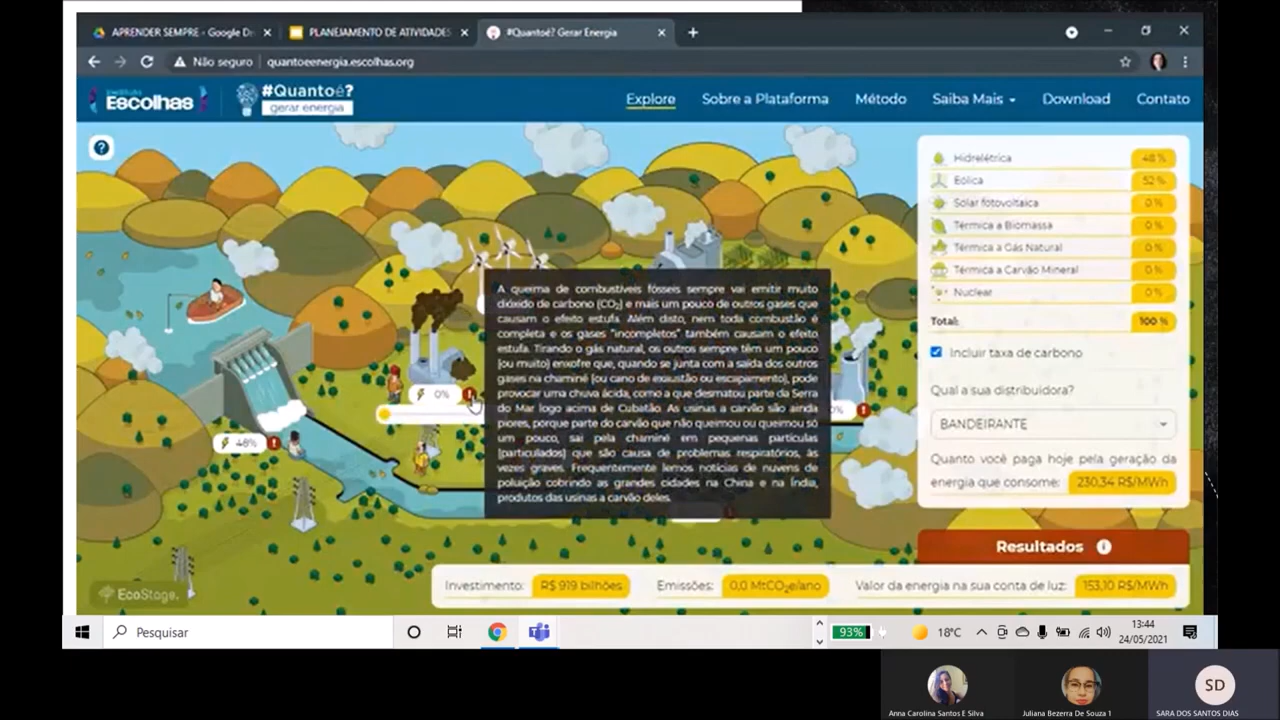 APRENDER SEMPRE - Google D
PLANEJAMENTO DE ATIVIDADES
#Quantoé? Gerar Energia
Não seguro
quantoeenergia.escolhas.org
Escolhas
#Quantoé?
gerar energia
Explore
Sobre a Plataforma
Método
Saiba Mais
Download
Contato
?
Hidrelétrica 48 %
Eólica 52 %
Solar fotovoltaica 0 %
Térmica a Biomassa 0 %
Térmica a Gás Natural 0 %
Térmica a Carvão Mineral 0 %
Nuclear 0 %
Total: 100 %
Incluir taxa de carbono
Qual a sua distribuidora?
BANDEIRANTE
Quanto você paga hoje pela geração da
energia que consome: 230,34 R$/MWh
Resultados i
A queima de combustíveis fósseis sempre vai emitir muito
dióxido de carbono (CO₂) e mais um pouco de outros gases que
causam o efeito estufa. Além disto, nem toda combustão é
completa e os gases "incompletos" também causam o efeito
estufa. Tirando o gás natural, os outros sempre têm um pouco
(ou muito) enxofre que, quando se junta com a saída dos outros
gases na chaminé (ou cano de exaustão ou escapamento), pode
provocar uma chuva ácida, como a que desmatou parte da Serra
do Mar logo acima de Cubatão. As usinas a carvão são ainda
piores, porque parte do carvão que não queimou ou queimou só
um pouco, sai pela chaminé em pequenas partículas
(particulados) que são causa de problemas respiratórios, às
vezes graves. Frequentemente lemos notícias de nuvens de
poluição cobrindo as grandes cidades na China e na Índia,
produtos das usinas a carvão deles.
0%
48%
0%
EcoStage.
Investimento: R$ 919 bilhões
Emissões: 0,0 MtCO₂e/ano
Valor da energia na sua conta de luz: 153,10 R$/MWh
Pesquisar
93%
18°C
13:44
24/05/2021
SD
Anna Carolina Santos E Silva
Juliana Bezerra De Souza 1
SARA DOS SANTOS DIAS